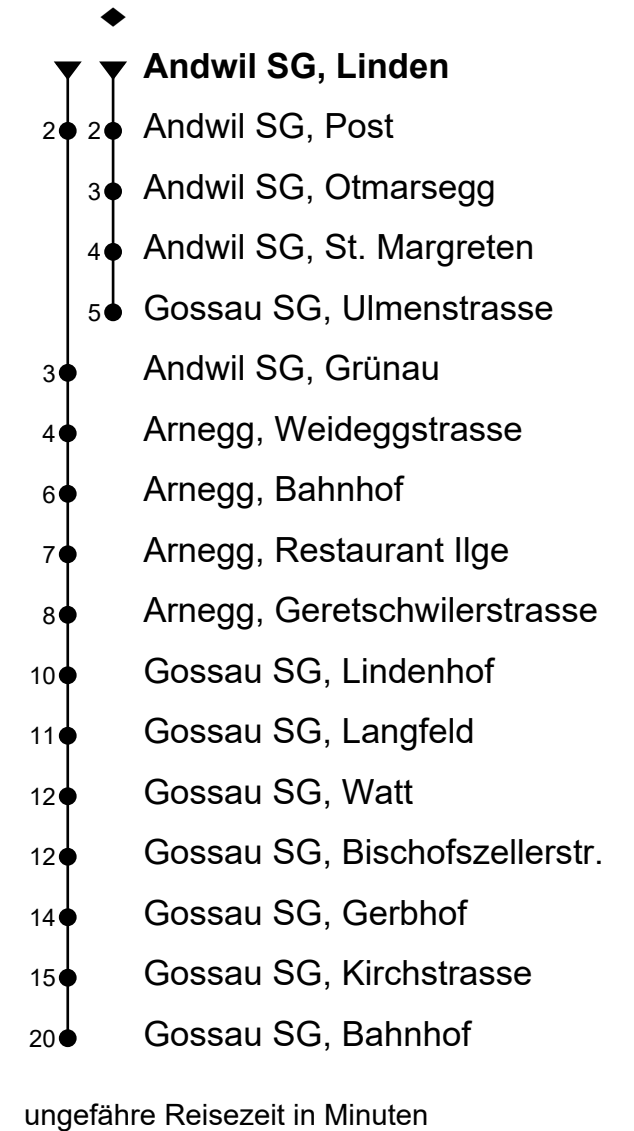 Andwil SG, Linden
2 2 Andwil SG, Post
3 Andwil SG, Otmarsegg
4 Andwil SG, St. Margreten
5 Gossau SG, Ulmenstrasse
3 Andwil SG, Grünau
4 Arnegg, Weideggstrasse
6 Arnegg, Bahnhof
7 Arnegg, Restaurant Ilge
8 Arnegg, Geretschwilerstrasse
10 Gossau SG, Lindenhof
11 Gossau SG, Langfeld
12 Gossau SG, Watt
12 Gossau SG, Bischofszellerstr.
14 Gossau SG, Gerbhof
15 Gossau SG, Kirchstrasse
20 Gossau SG, Bahnhof
ungefähre Reisezeit in Minuten